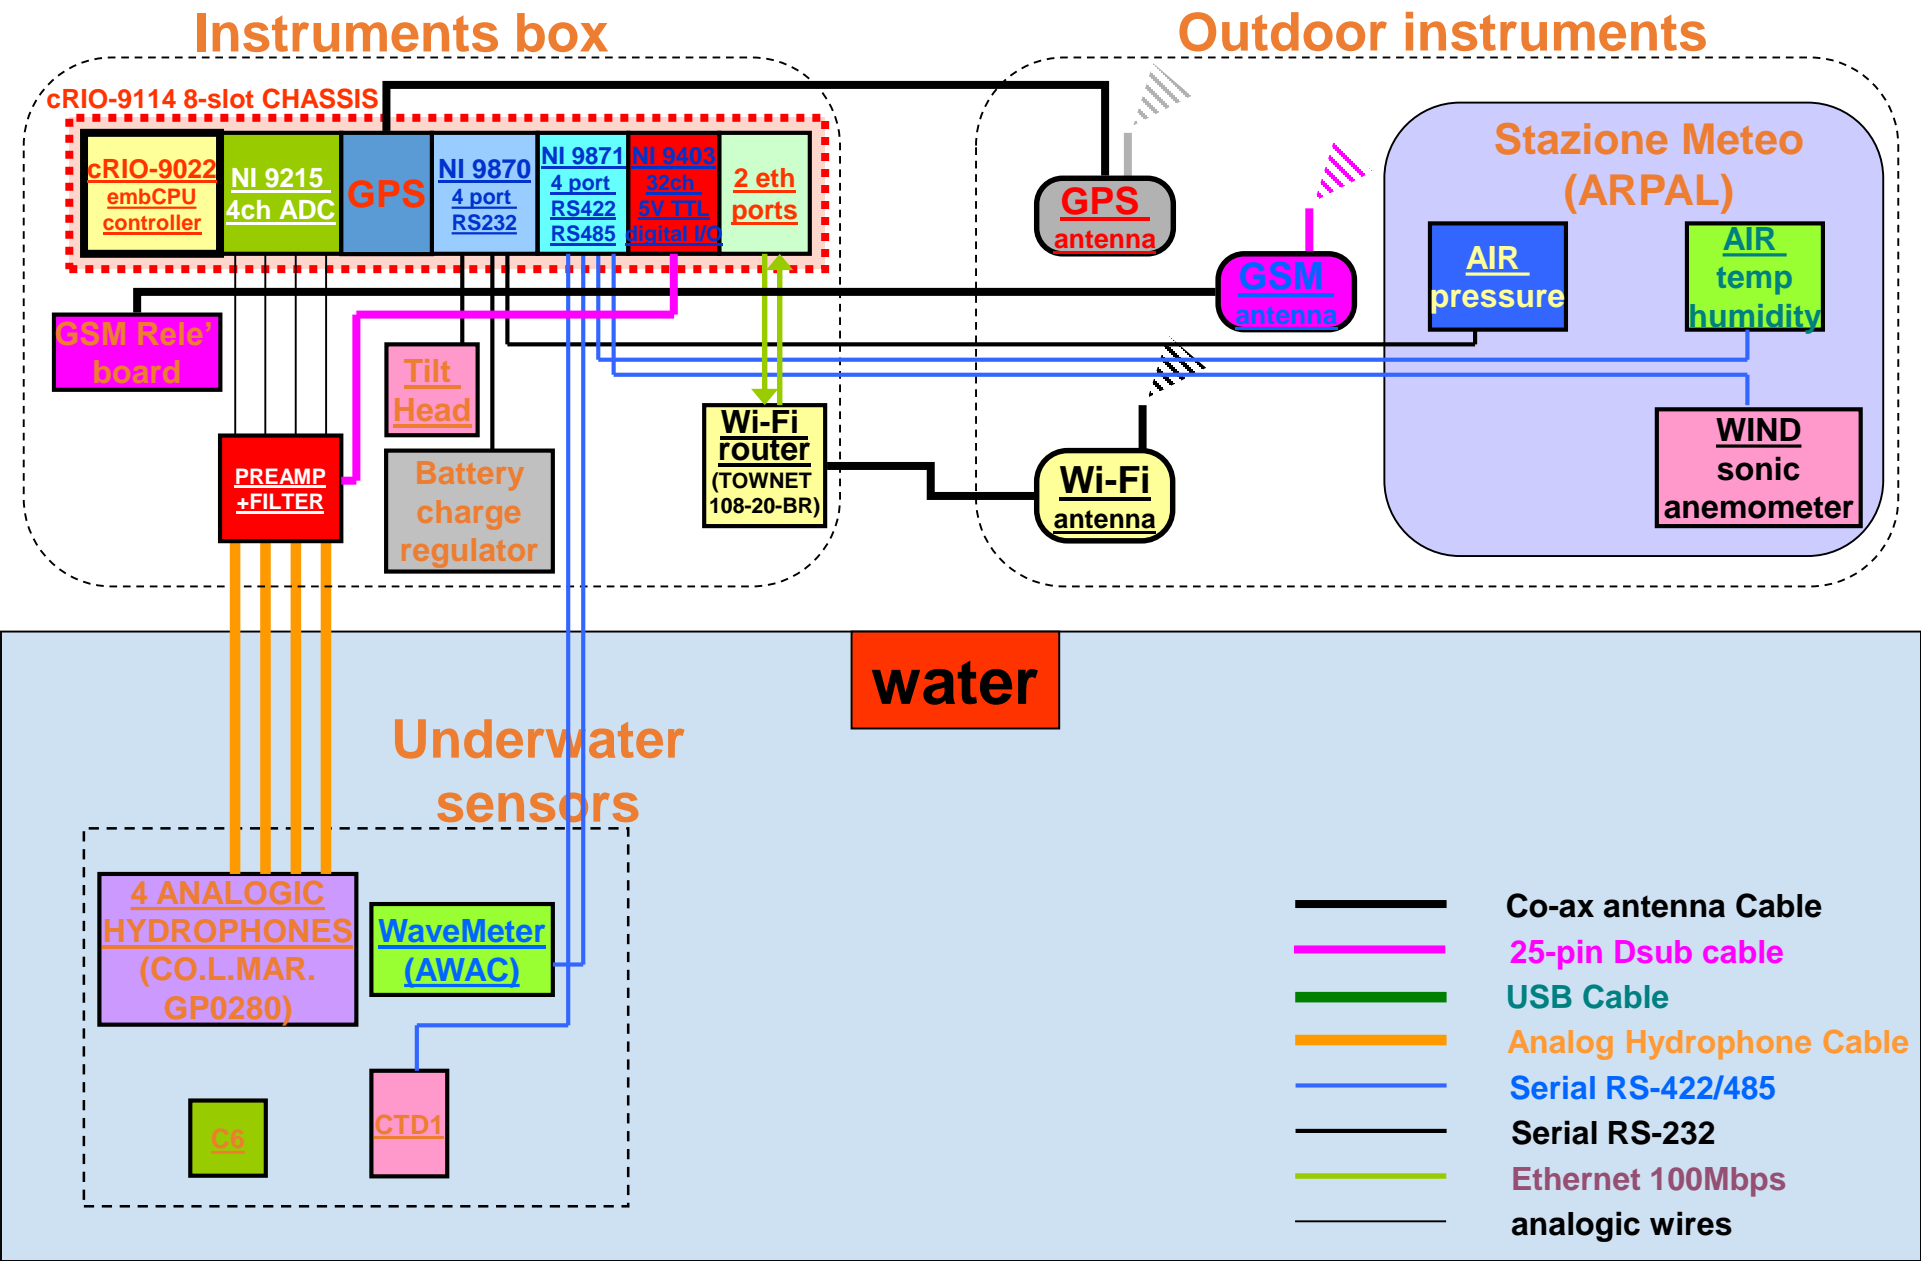 Instruments box
Outdoor instruments
cRIO-9114 8-slot CHASSIS
cRIO-9022
embCPU
controller
NI 9215
4ch ADC
GPS
NI 9870
4 port
RS232
NI 9871
4 port
RS422
RS485
NI 9403
32ch
5V TTL
digital I/O
2 eth
ports
GPS
antenna
GSM
antenna
Stazione Meteo
(ARPAL)
AIR
pressure
AIR
temp
humidity
GSM Rele'
board
Tilt
Head
Wi-Fi
router
(TOWNET
108-20-BR)
Wi-Fi
antenna
WIND
sonic
anemometer
PREAMP
+FILTER
Battery
charge
regulator
water
Underwater
sensors
4 ANALOGIC
HYDROPHONES
(CO.L.MAR.
GP0280)
WaveMeter
(AWAC)
C6
CTD1
Co-ax antenna Cable
25-pin Dsub cable
USB Cable
Analog Hydrophone Cable
Serial RS-422/485
Serial RS-232
Ethernet 100Mbps
analogic wires